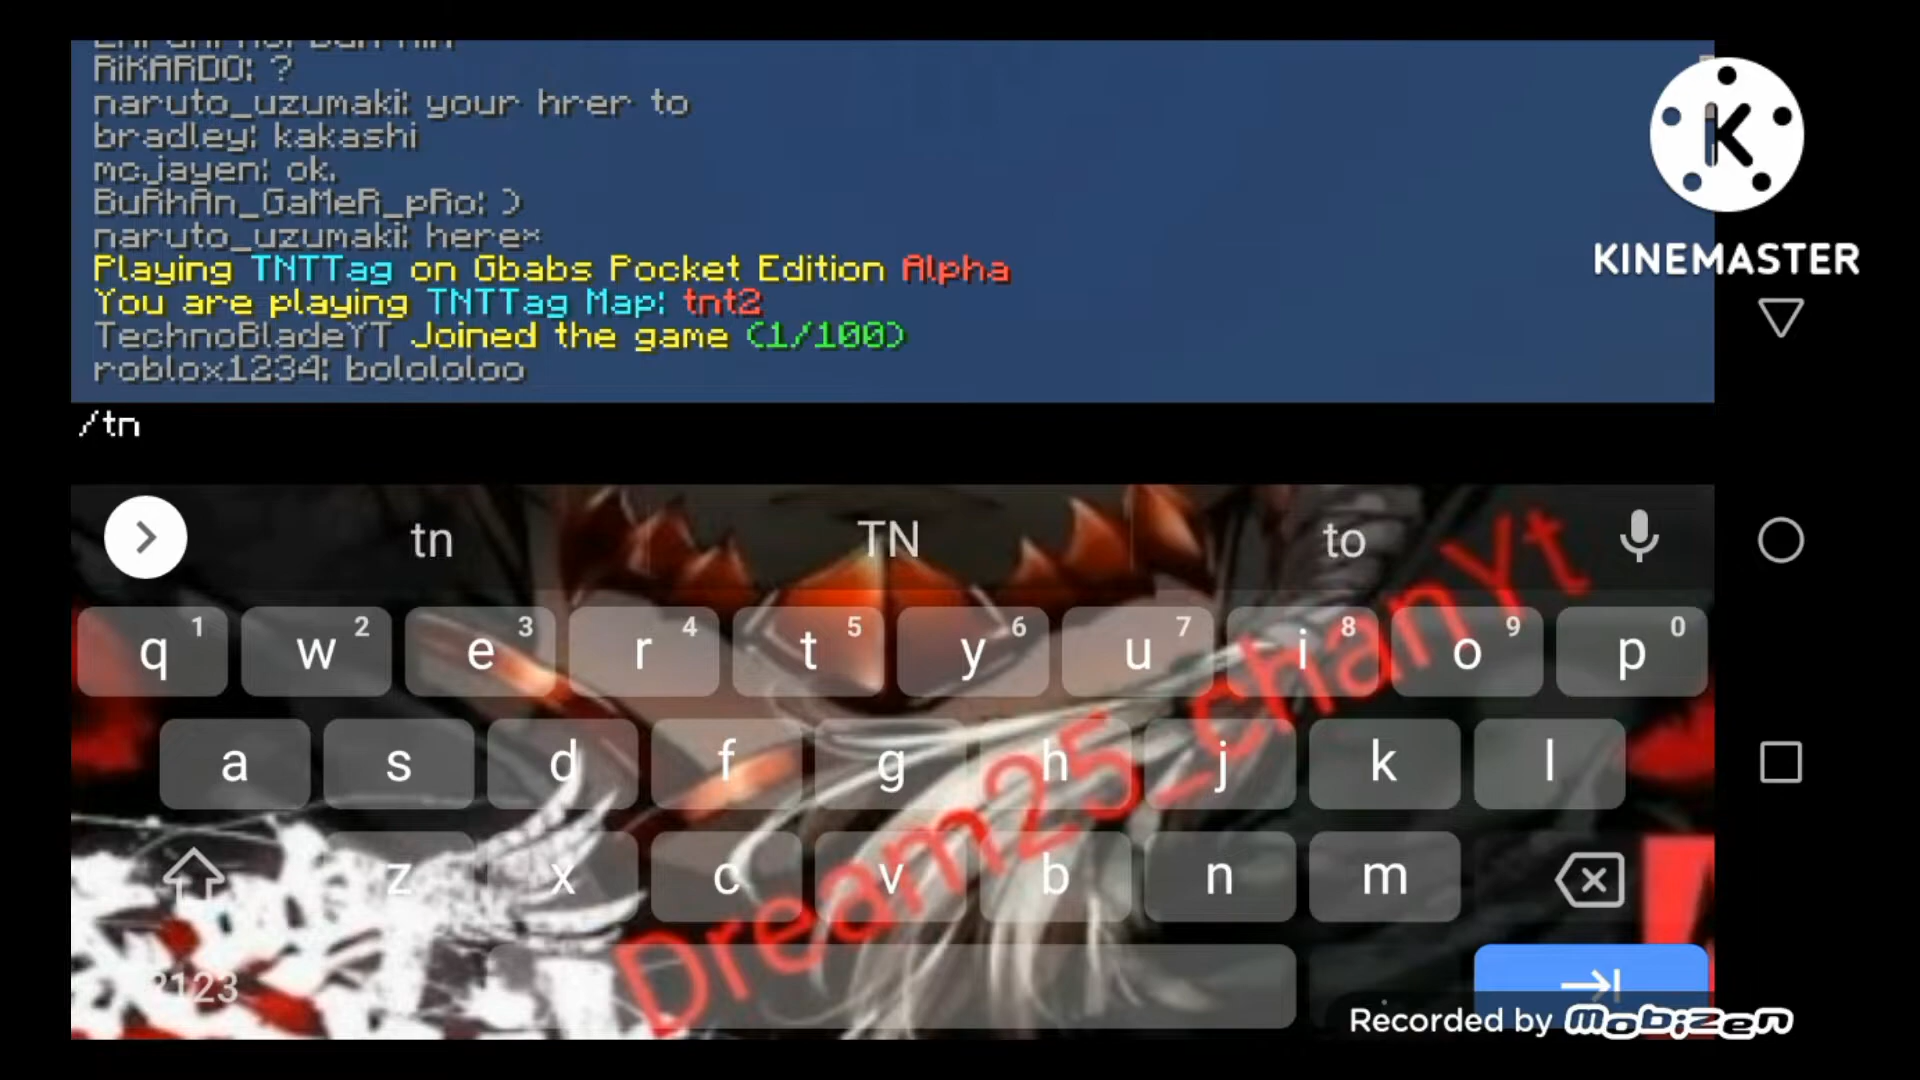 RiKARDO: ?
naruto_uzumaki: your hrer to
bradley: kakashi
mcjayen: ok.
BuRhAn_GaMeR_pRo: )
naruto_uzumaki: here×
Playing TNTTag on Gbabs Pocket Edition Alpha
You are playing TNTTag Map: tnt2
TechnoBladeYT Joined the game (1/100)
roblox1234: bolololoo
/tn
K
KINEMASTER
tn TN to
q 1 w 2 e 3 r 4 t 5 y 6 u 7 i 8 o 9 p 0
a s d f g h j k l
z x c v b n m
?123
Dream25_chanYt
Recorded by Mobizen